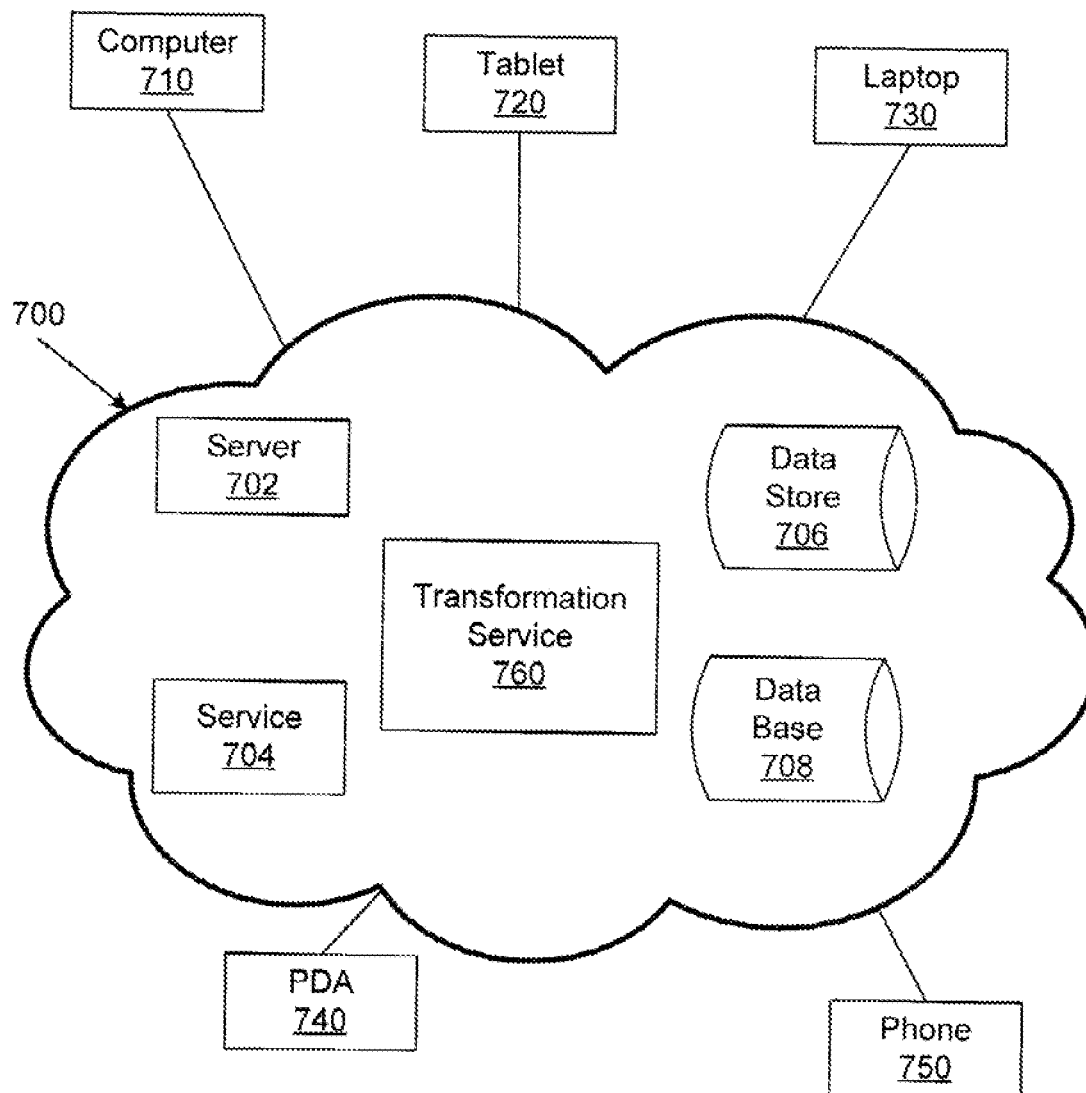 Computer
710
Tablet
720
Laptop
730
700
Server
702
Data
Store
706
Transformation
Service
760
Service
704
Data
Base
708
PDA
740
Phone
750